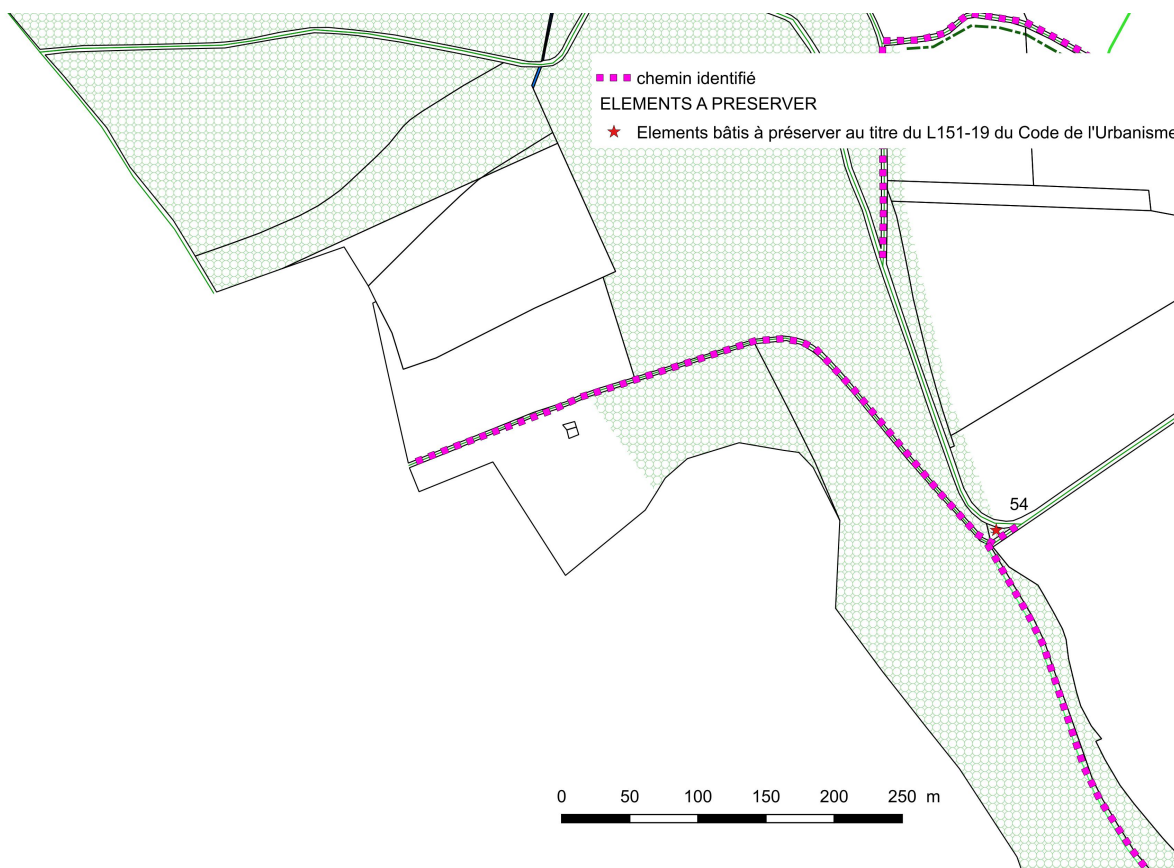 chemin identifié
ELEMENTS A PRESERVER
Elements bâtis à préserver au titre du L151-19 du Code de l'Urbanisme
54
0 50 100 150 200 250 m